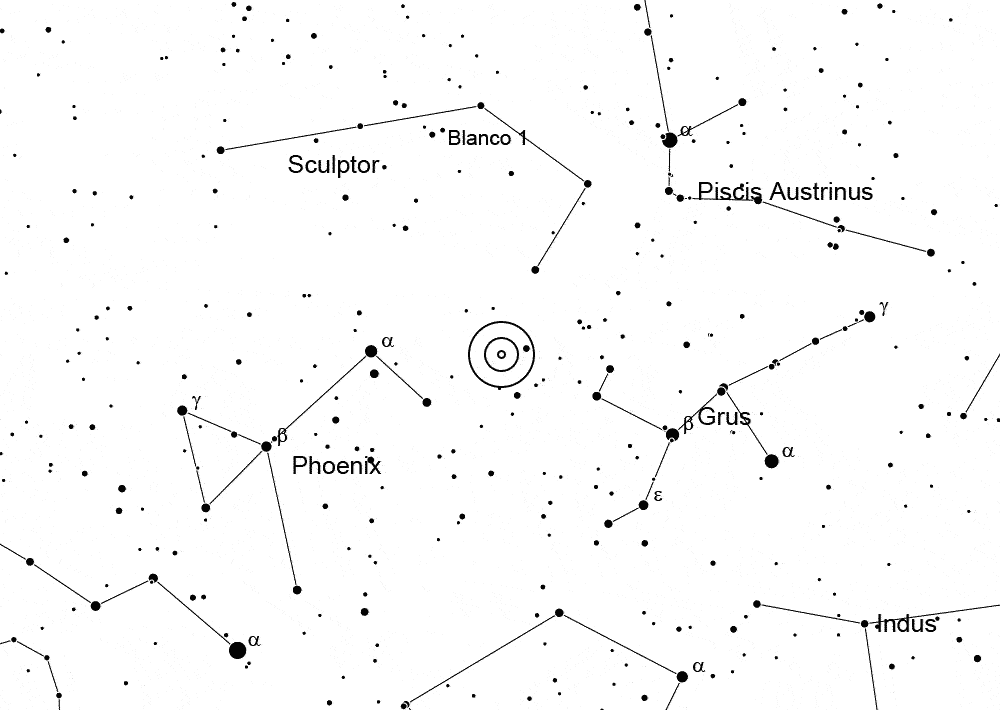 α
Blanco 1
Sculptor
Piscis Austrinus
γ
α
γ
β
Grus
β
α
Phoenix
ε
Indus
α
α